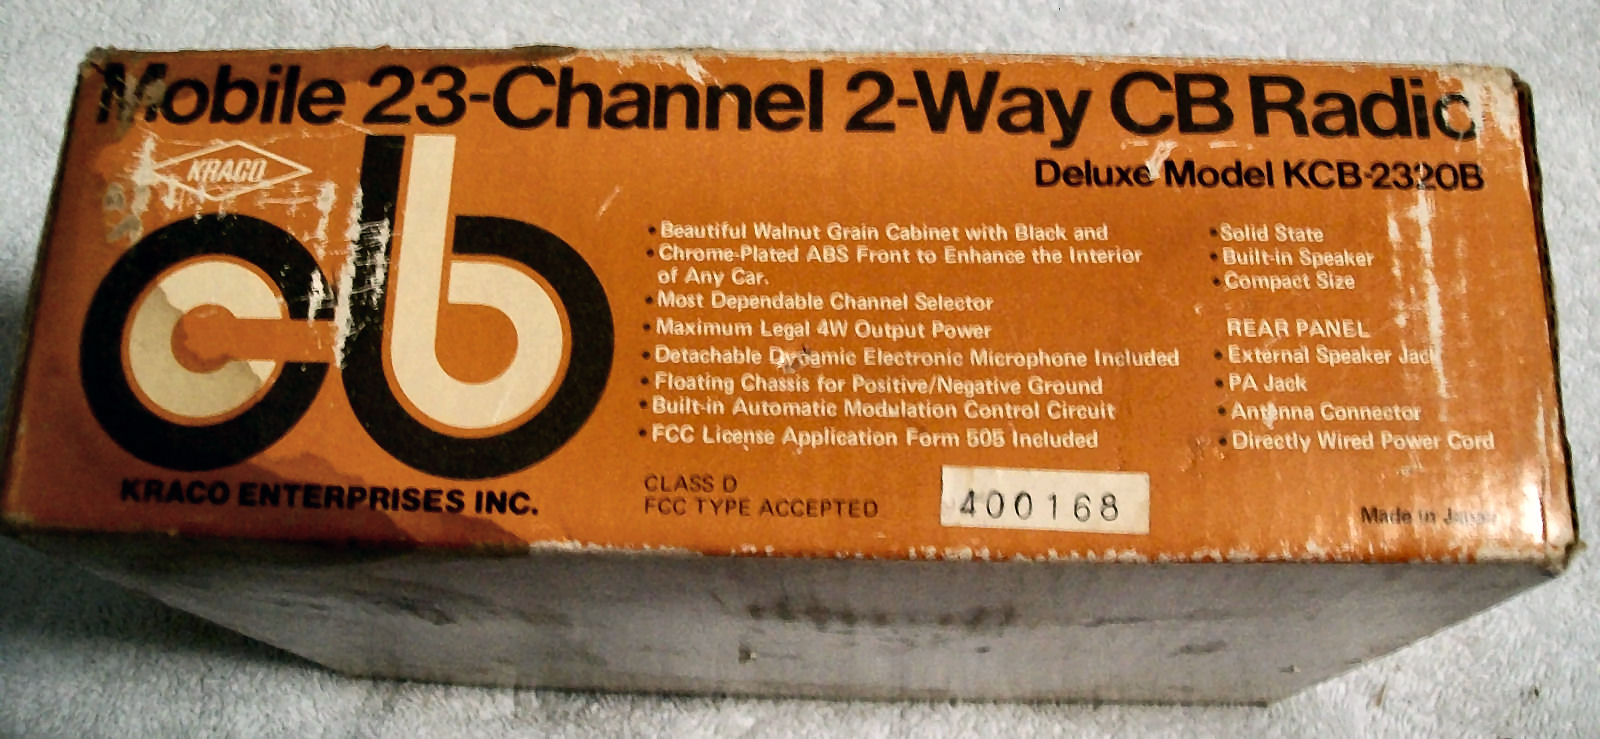 Mobile 23-Channel 2-Way CB Radio
KRACO
Deluxe Model KCB-2320B
cb
• Beautiful Walnut Grain Cabinet with Black and
• Chrome-Plated ABS Front to Enhance the Interior
of Any Car.
• Most Dependable Channel Selector
• Maximum Legal 4W Output Power
• Detachable Dynamic Electronic Microphone Included
• Floating Chassis for Positive/Negative Ground
• Built-in Automatic Modulation Control Circuit
• FCC License Application Form 505 Included
• Solid State
• Built-in Speaker
• Compact Size
REAR PANEL
• External Speaker Jack
• PA Jack
• Antenna Connector
• Directly Wired Power Cord
KRACO ENTERPRISES INC.
CLASS D
FCC TYPE ACCEPTED
400168
Made in Japan